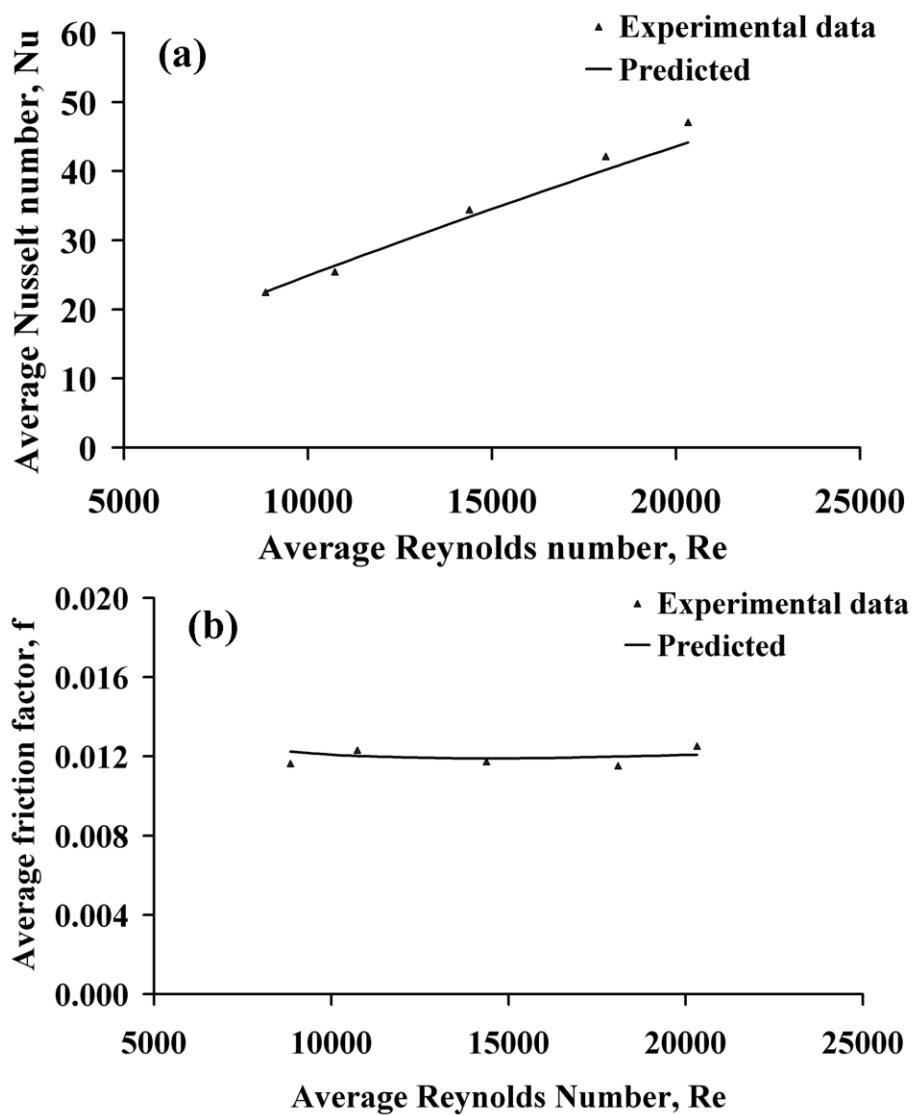 (a)
▲ Experimental data
— Predicted
Average Nusselt number, Nu
60
50
40
30
20
10
0
5000 10000 15000 20000 25000
Average Reynolds number, Re
(b)
▲ Experimental data
— Predicted
Average friction factor, f
0.020
0.016
0.012
0.008
0.004
0.000
5000 10000 15000 20000 25000
Average Reynolds Number, Re